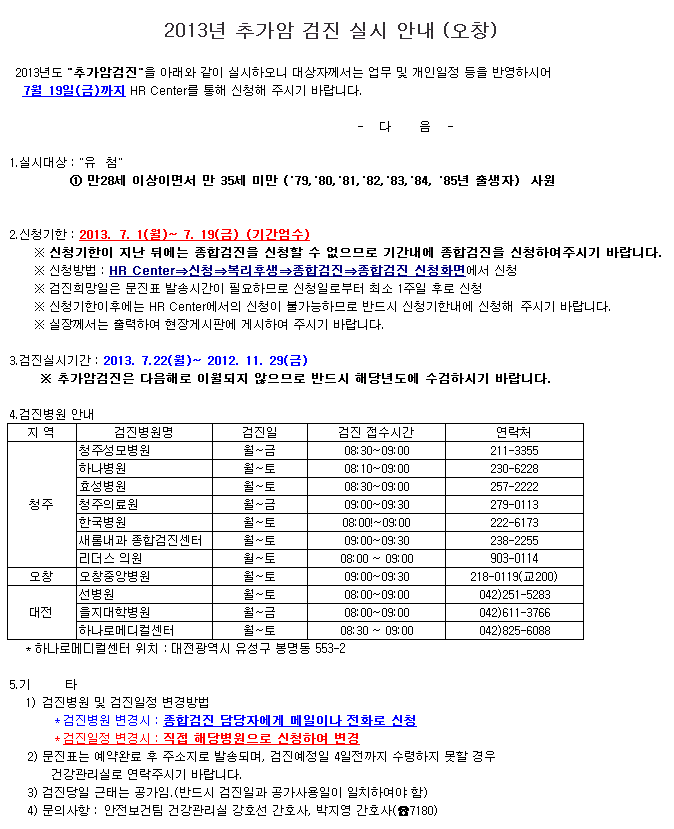 2013년 추가암 검진 실시 안내 (오창)
2013년도 "추가암검진"을 아래와 같이 실시하오니 대상자께서는 업무 및 개인일정 등을 반영하시어
7월 19일(금)까지 HR Center를 통해 신청해 주시기 바랍니다.
- 다 음 -
1.실시대상 : "유 첨"
① 만28세 이상이면서 만 35세 미만 ('79,'80,'81,'82,'83,'84, '85년 출생자) 사원
2.신청기한 : 2013. 7. 1(월)~ 7. 19(금) (기간엄수)
※ 신청기한이 지난 뒤에는 종합검진을 신청할 수 없으므로 기간내에 종합검진을 신청하여주시기 바랍니다.
※ 신청방법 : HR Center⇒신청⇒복리후생⇒종합검진⇒종합검진 신청화면에서 신청
※ 검진희망일은 문진표 발송시간이 필요하므로 신청일로부터 최소 1주일 후로 신청
※ 신청기한이후에는 HR Center에서의 신청이 불가능하므로 반드시 신청기한내에 신청해 주시기 바랍니다.
※ 실장께서는 출력하여 현장게시판에 게시하여 주시기 바랍니다.
3.검진실시기간 : 2013. 7.22(월)~ 2012. 11. 29(금)
※ 추가암검진은 다음해로 이월되지 않으므로 반드시 해당년도에 수검하시기 바랍니다.
4.검진병원 안내
지 역 검진병원명 검진일 검진 접수시간 연락처
청주 청주성모병원 월~금 08:30~09:00 211-3355
하나병원 월~토 08:10~09:00 230-6228
효성병원 월~토 08:30~09:00 257-2222
청주의료원 월~금 09:00~09:30 279-0113
한국병원 월~토 08:00!~09:00 222-6173
새롬내과 종합검진센터 월~토 09:00~09:30 238-2255
리더스 의원 월~토 08:00 ~ 09:00 903-0114
오창 오창중앙병원 월~토 09:00~09:30 218-0119(교200)
대전 선병원 월~토 08:00~09:00 042)251-5283
을지대학병원 월~금 08:00~09:00 042)611-3766
하나로메디컬센터 월~토 08:30 ~ 09:00 042)825-6088
* 하나로메디컬센터 위치 : 대전광역시 유성구 봉명동 553-2
5.기 타
1) 검진병원 및 검진일정 변경방법
*검진병원 변경시 : 종합검진 담당자에게 메일이나 전화로 신청
*검진일정 변경시 : 직접 해당병원으로 신청하여 변경
2) 문진표는 예약완료 후 주소지로 발송되며, 검진예정일 4일전까지 수령하지 못할 경우
건강관리실로 연락주시기 바랍니다.
3) 검진당일 근태는 공가임.(반드시 검진일과 공가사용일이 일치하여야 함)
4) 문의사항 : 안전보건팀 건강관리실 강호선 간호사, 박지영 간호사(☎7180)